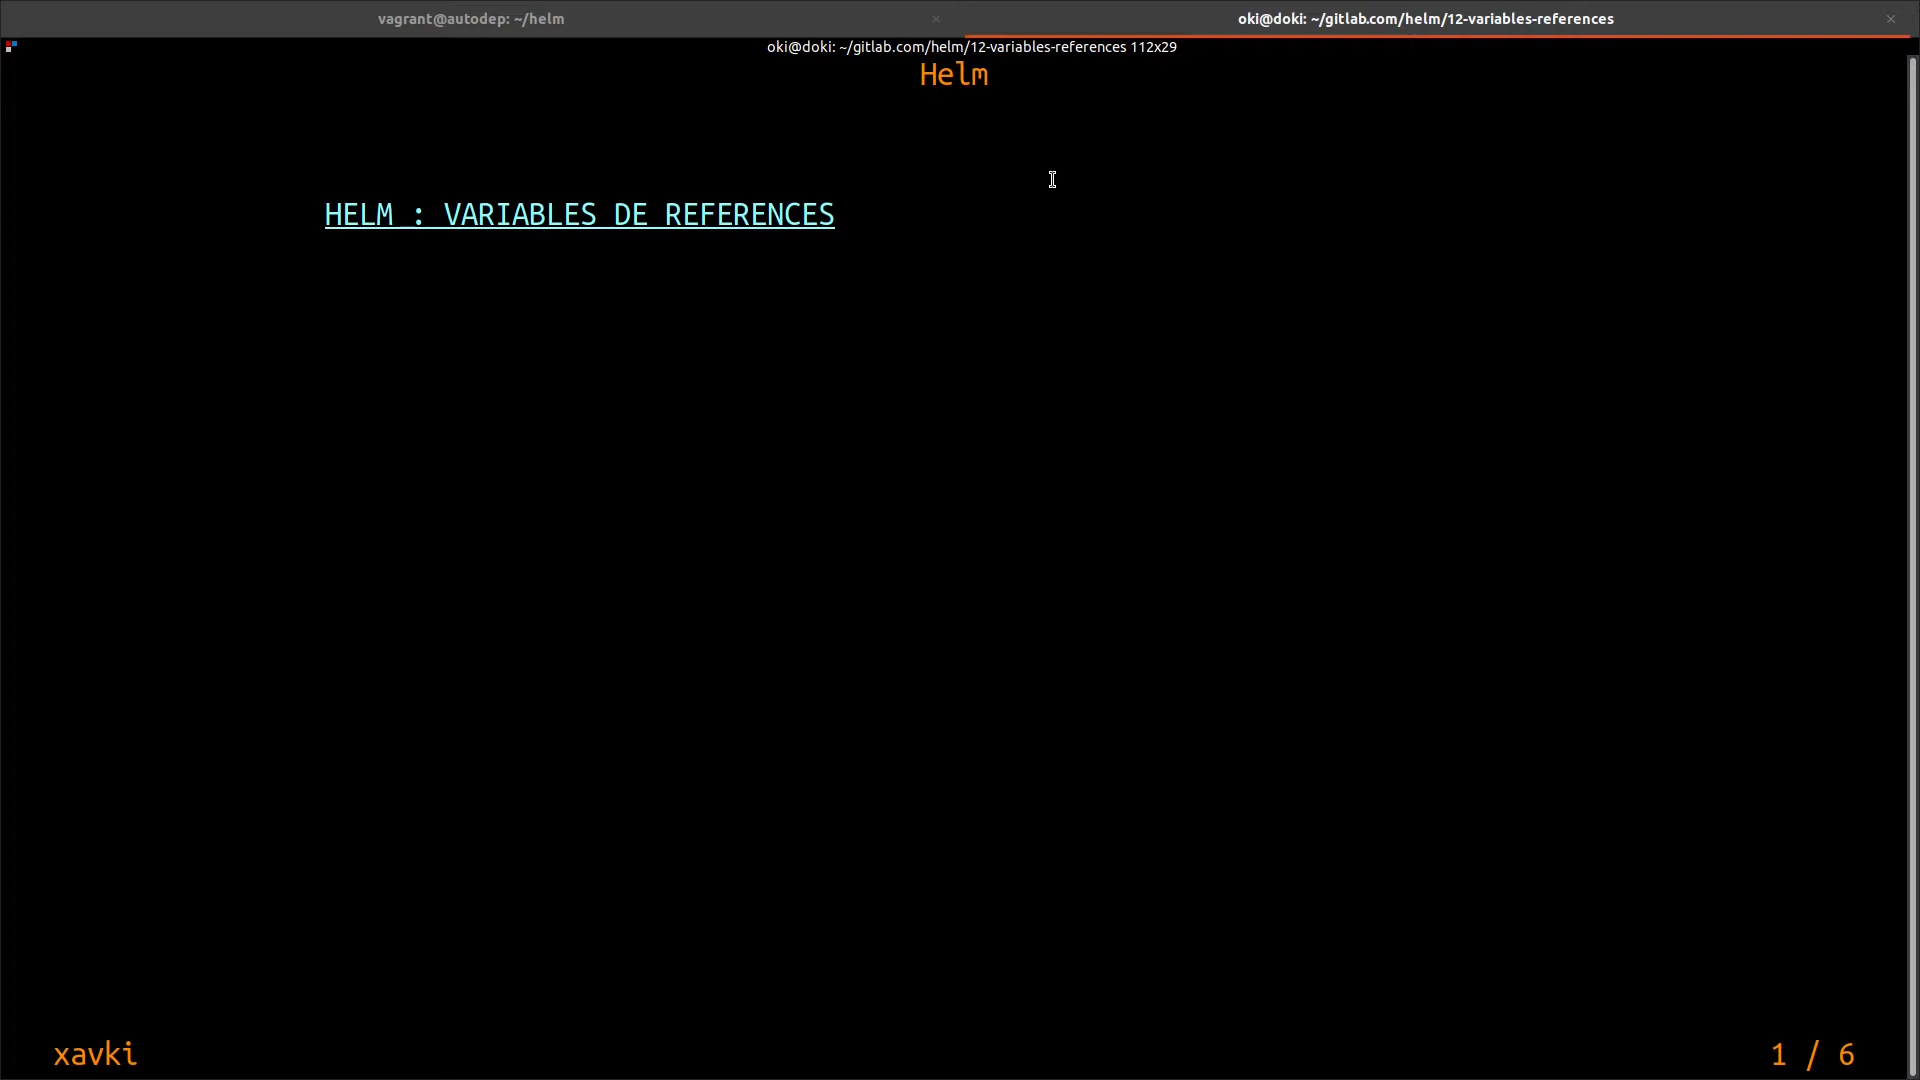 vagrant@autodep: ~/helm × oki@doki: ~/gitlab.com/helm/12-variables-references ×
oki@doki: ~/gitlab.com/helm/12-variables-references 112x29
Helm
HELM : VARIABLES DE REFERENCES
xavki 1 / 6